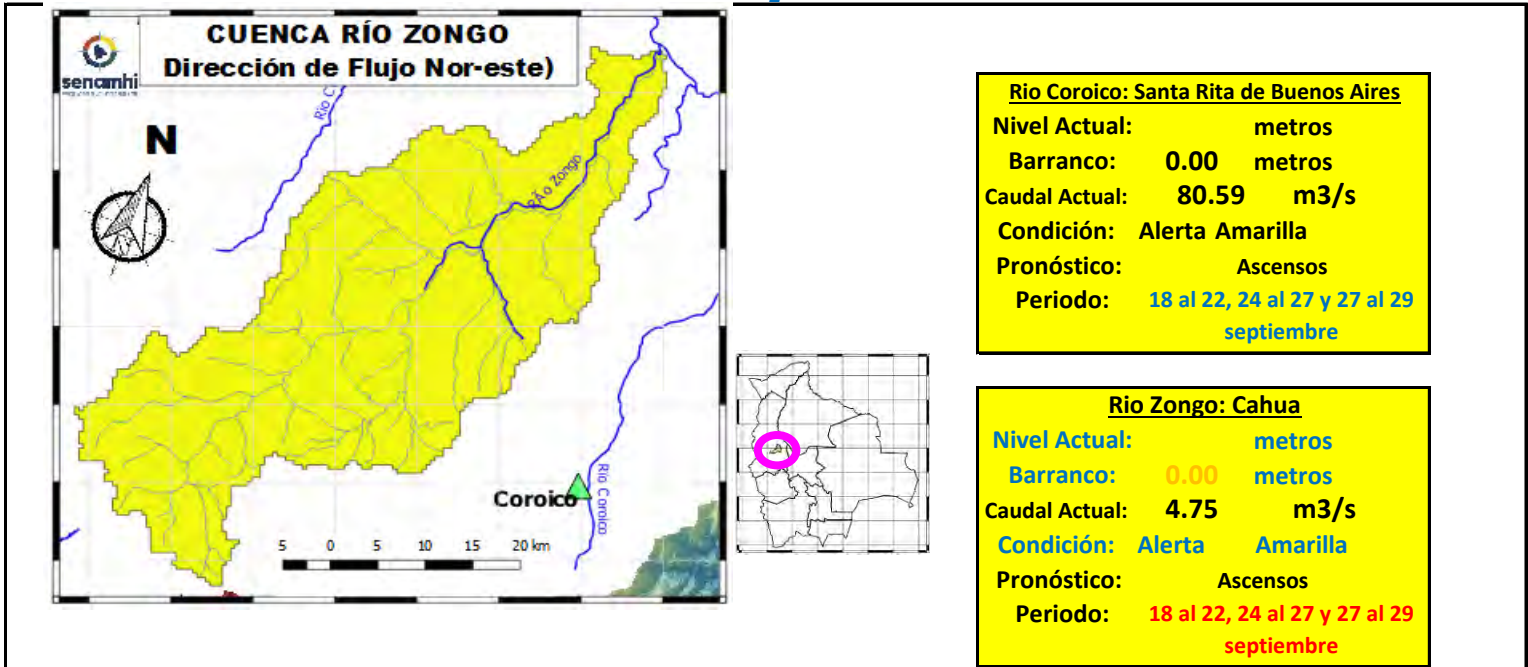 CUENCA RÍO ZONGO
Dirección de Flujo Nor-este)
sencmhi
N
Rio C
RÃ­o Zongo
Coroico
Río Coroico
5 0 5 10 15 20 km
Rio Coroico: Santa Rita de Buenos Aires
Nivel Actual: metros
Barranco: 0.00 metros
Caudal Actual: 80.59 m3/s
Condición: Alerta Amarilla
Pronóstico: Ascensos
Periodo: 18 al 22, 24 al 27 y 27 al 29
septiembre
Rio Zongo: Cahua
Nivel Actual: metros
Barranco: 0.00 metros
Caudal Actual: 4.75 m3/s
Condición: Alerta Amarilla
Pronóstico: Ascensos
Periodo: 18 al 22, 24 al 27 y 27 al 29
septiembre